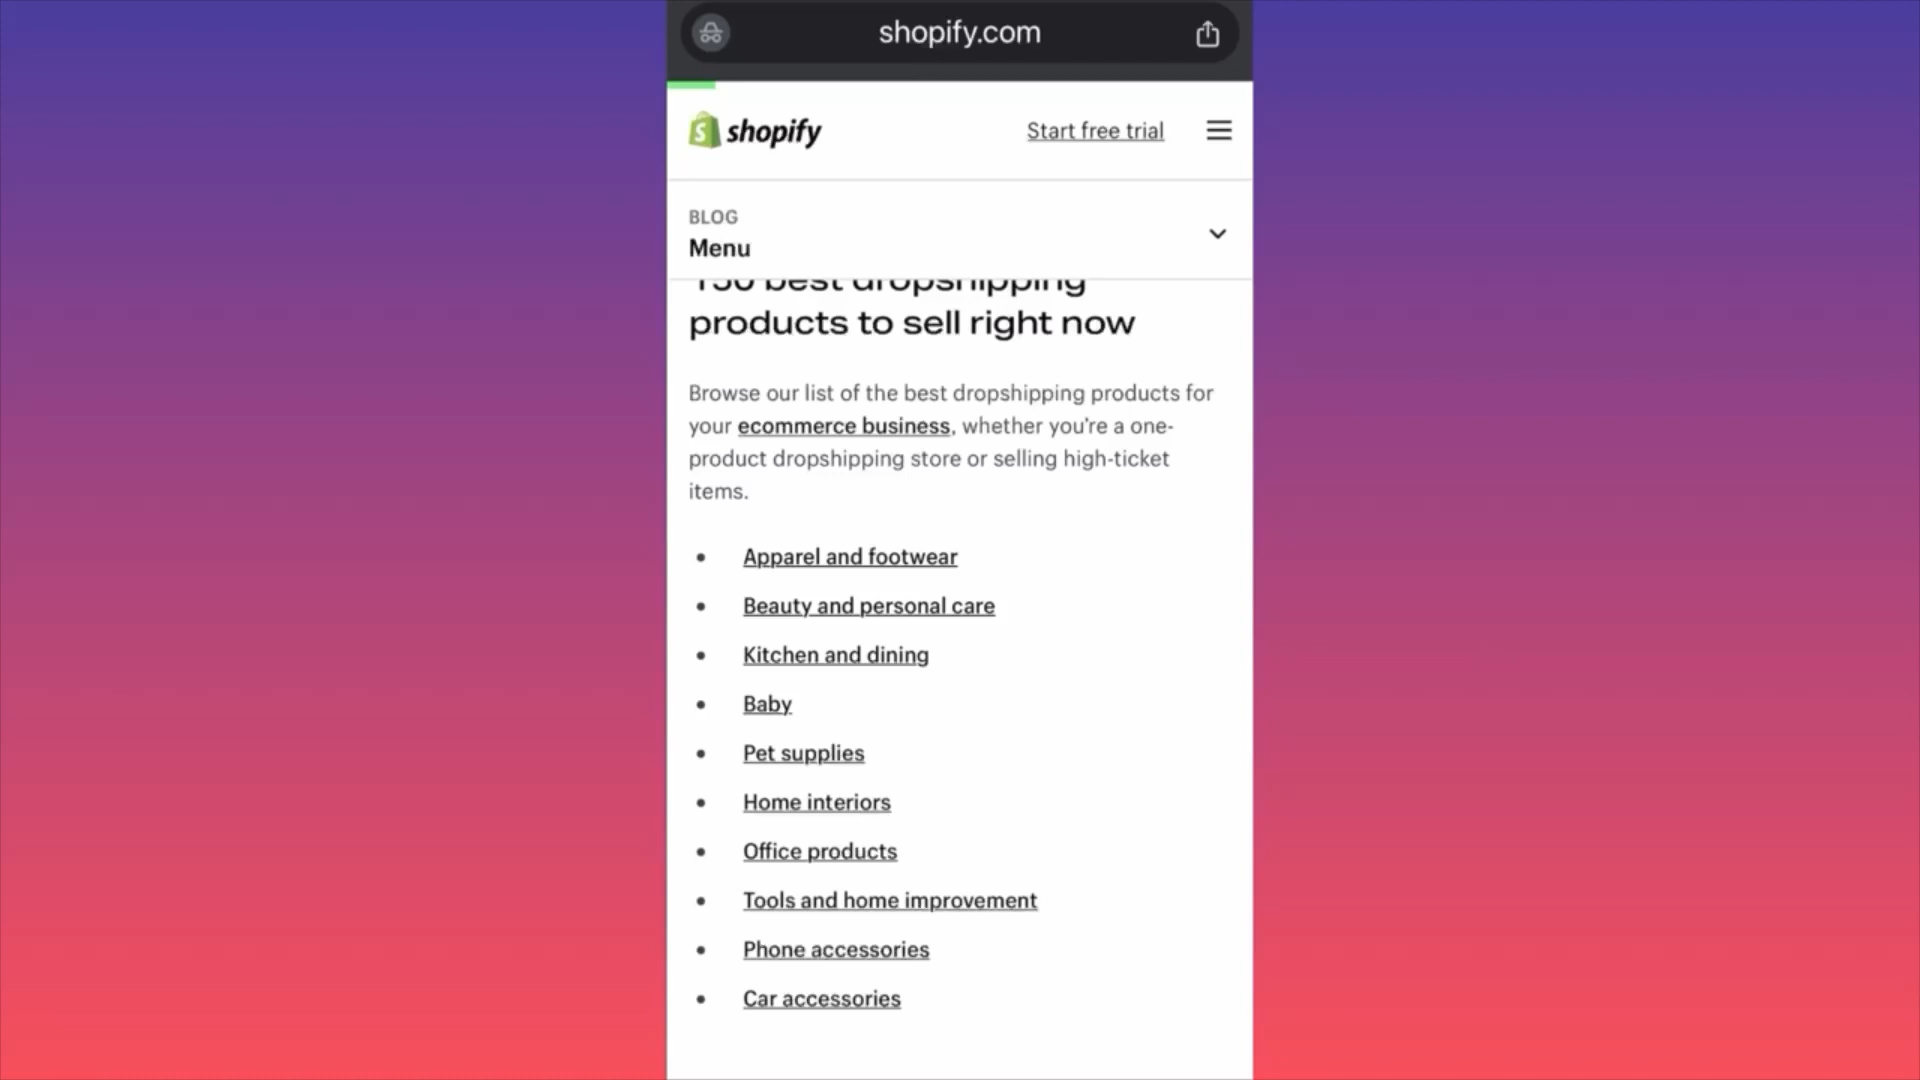 shopify.com
shopify
Start free trial
BLOG
Menu
best dropshipping
products to sell right now
Browse our list of the best dropshipping products for
your ecommerce business, whether you're a one-
product dropshipping store or selling high-ticket
items.
Apparel and footwear
Beauty and personal care
Kitchen and dining
Baby
Pet supplies
Home interiors
Office products
Tools and home improvement
Phone accessories
Car accessories